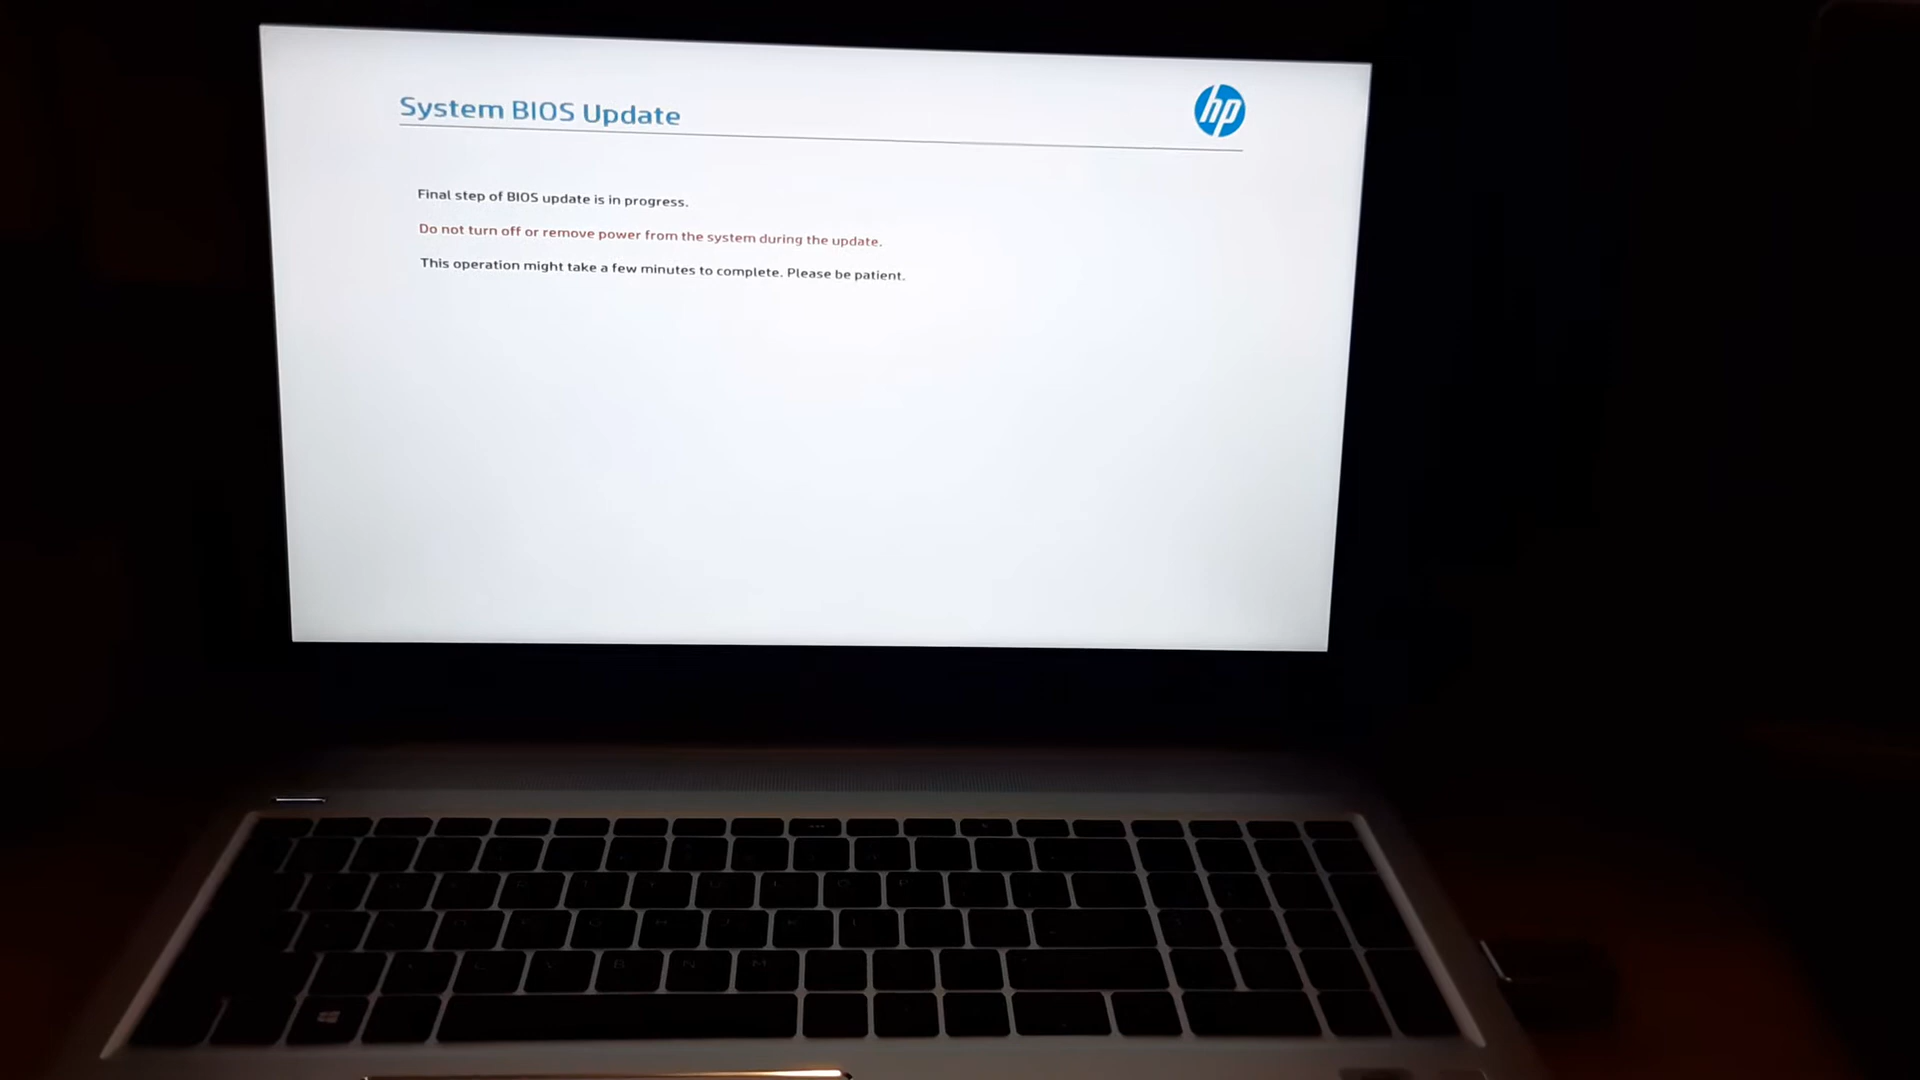 System BIOS Update
hp
Final step of BIOS update is in progress.
Do not turn off or remove power from the system during the update.
This operation might take a few minutes to complete. Please be patient.